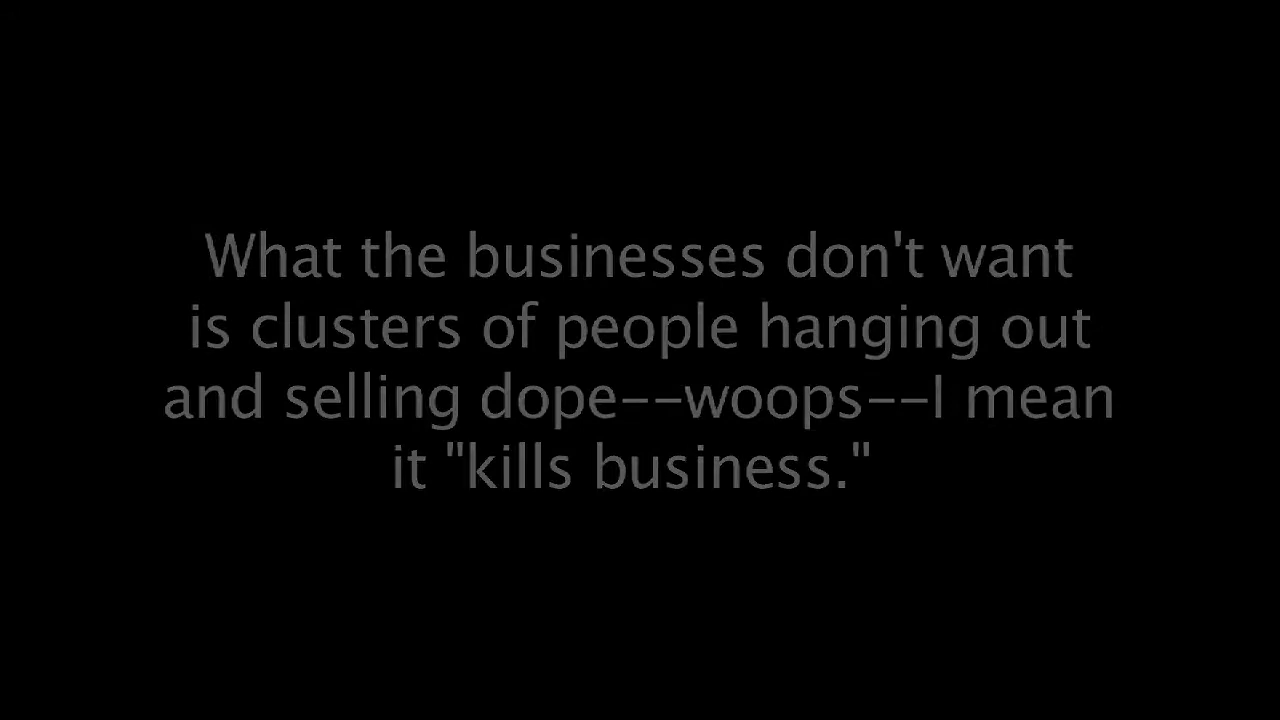 What the businesses don't want
is clusters of people hanging out
and selling dope--woops--I mean
it "kills business."